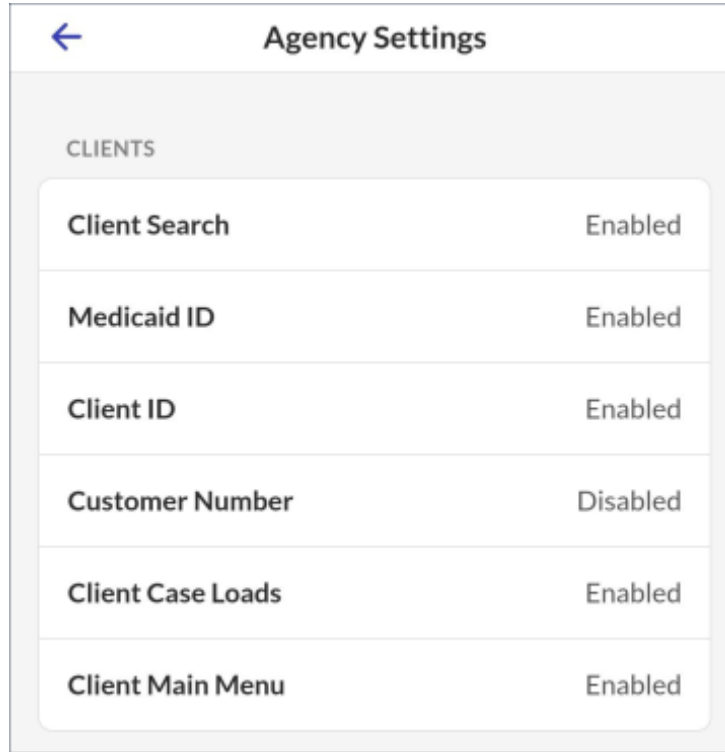 Agency Settings
CLIENTS
Client Search Enabled
Medicaid ID Enabled
Client ID Enabled
Customer Number Disabled
Client Case Loads Enabled
Client Main Menu Enabled